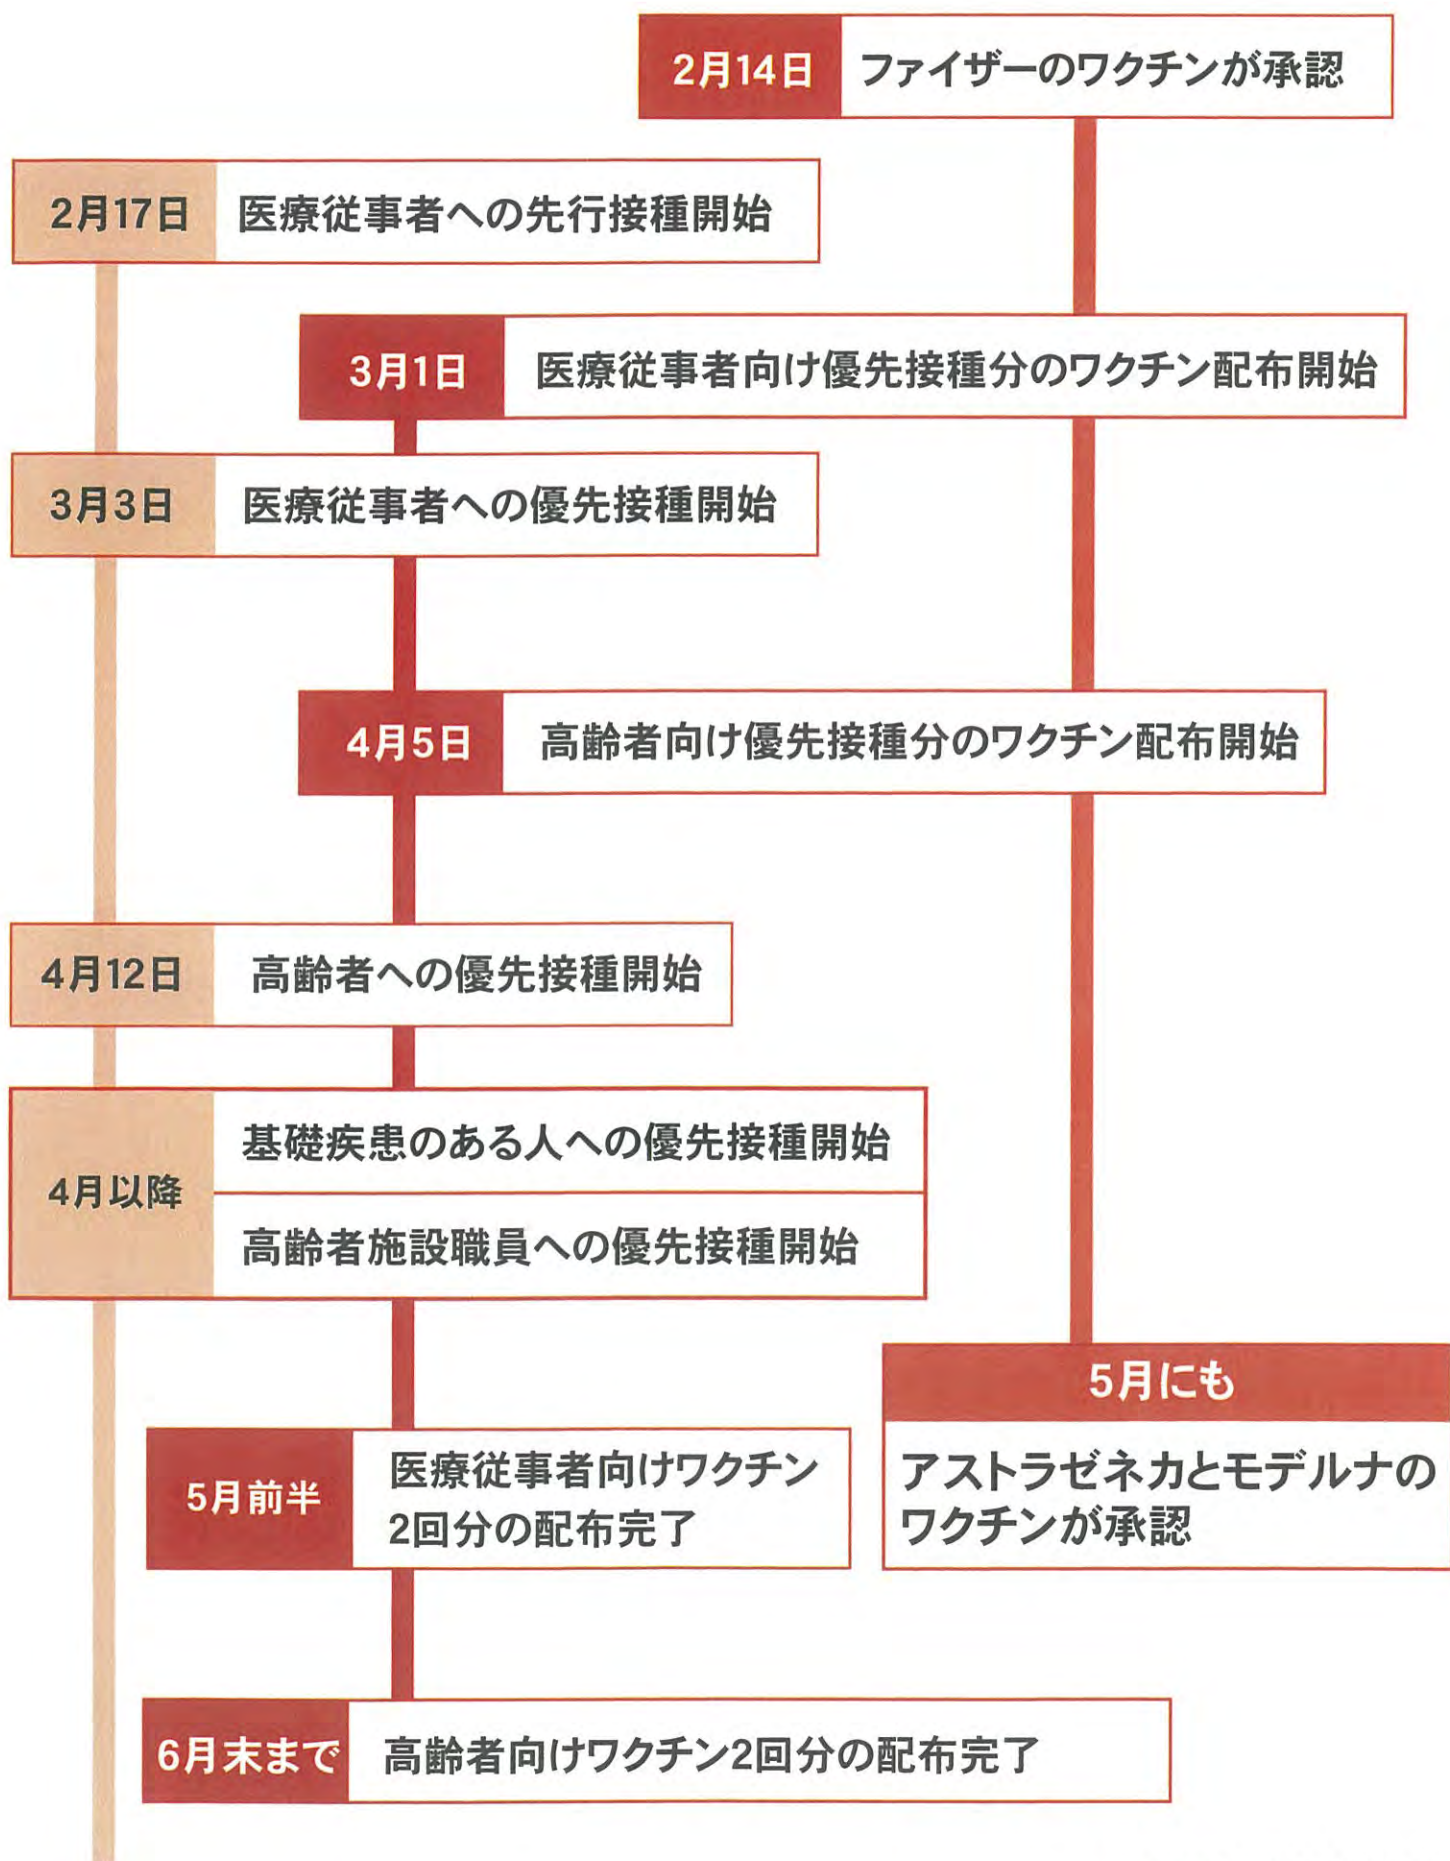 2月14日 ファイザーのワクチンが承認
2月17日 医療従事者への先行接種開始
3月1日 医療従事者向け優先接種分のワクチン配布開始
3月3日 医療従事者への優先接種開始
4月5日 高齢者向け優先接種分のワクチン配布開始
4月12日 高齢者への優先接種開始
4月以降
基礎疾患のある人への優先接種開始
高齢者施設職員への優先接種開始
5月にも
アストラゼネカとモデルナの
ワクチンが承認
5月前半
医療従事者向けワクチン
2回分の配布完了
6月末まで 高齢者向けワクチン2回分の配布完了